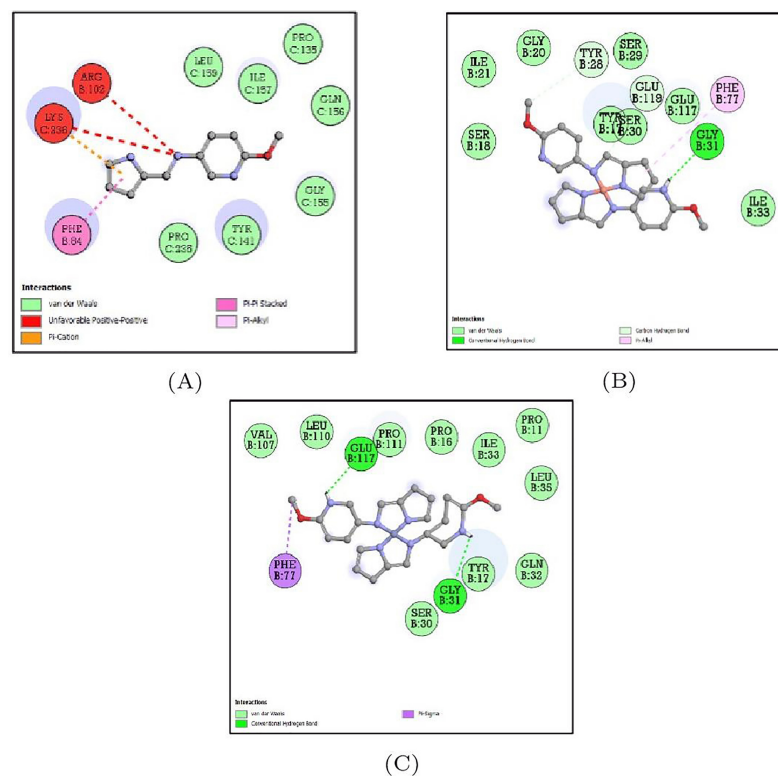 LEU
PRO
C:135
ARG
B:102
ILE
C:157
GLN
C:156
LYS
GLY
C:155
PHE
PRO
TYR
C:141
Interactions
van der Waals
Unfavorable Positive-Positive
Pi-Cation
Pi-Pi Stacked
Pi-Alkyl
(A)
GLY
B:20
TYR
B:28
SER
B:29
ILE
B:21
GLU
B:119
GLU
B:117
PHE
B:77
TYR
B:17
SER
B:30
SER
B:18
GLY
B:31
ILE
B:33
Interactions
van der Waals
Conventional Hydrogen Bond
Carbon Hydrogen Bond
Pi-Alkyl
(B)
VAL
B:107
LEU
B:110
GLU
B:117
PRO
B:111
PRO
B:16
ILE
B:33
PRO
B:11
LEU
B:35
PHE
B:77
TYR
B:17
GLN
B:32
GLY
B:31
SER
B:30
Interactions
van der Waals
Conventional Hydrogen Bond
Pi-Sigma
(C)